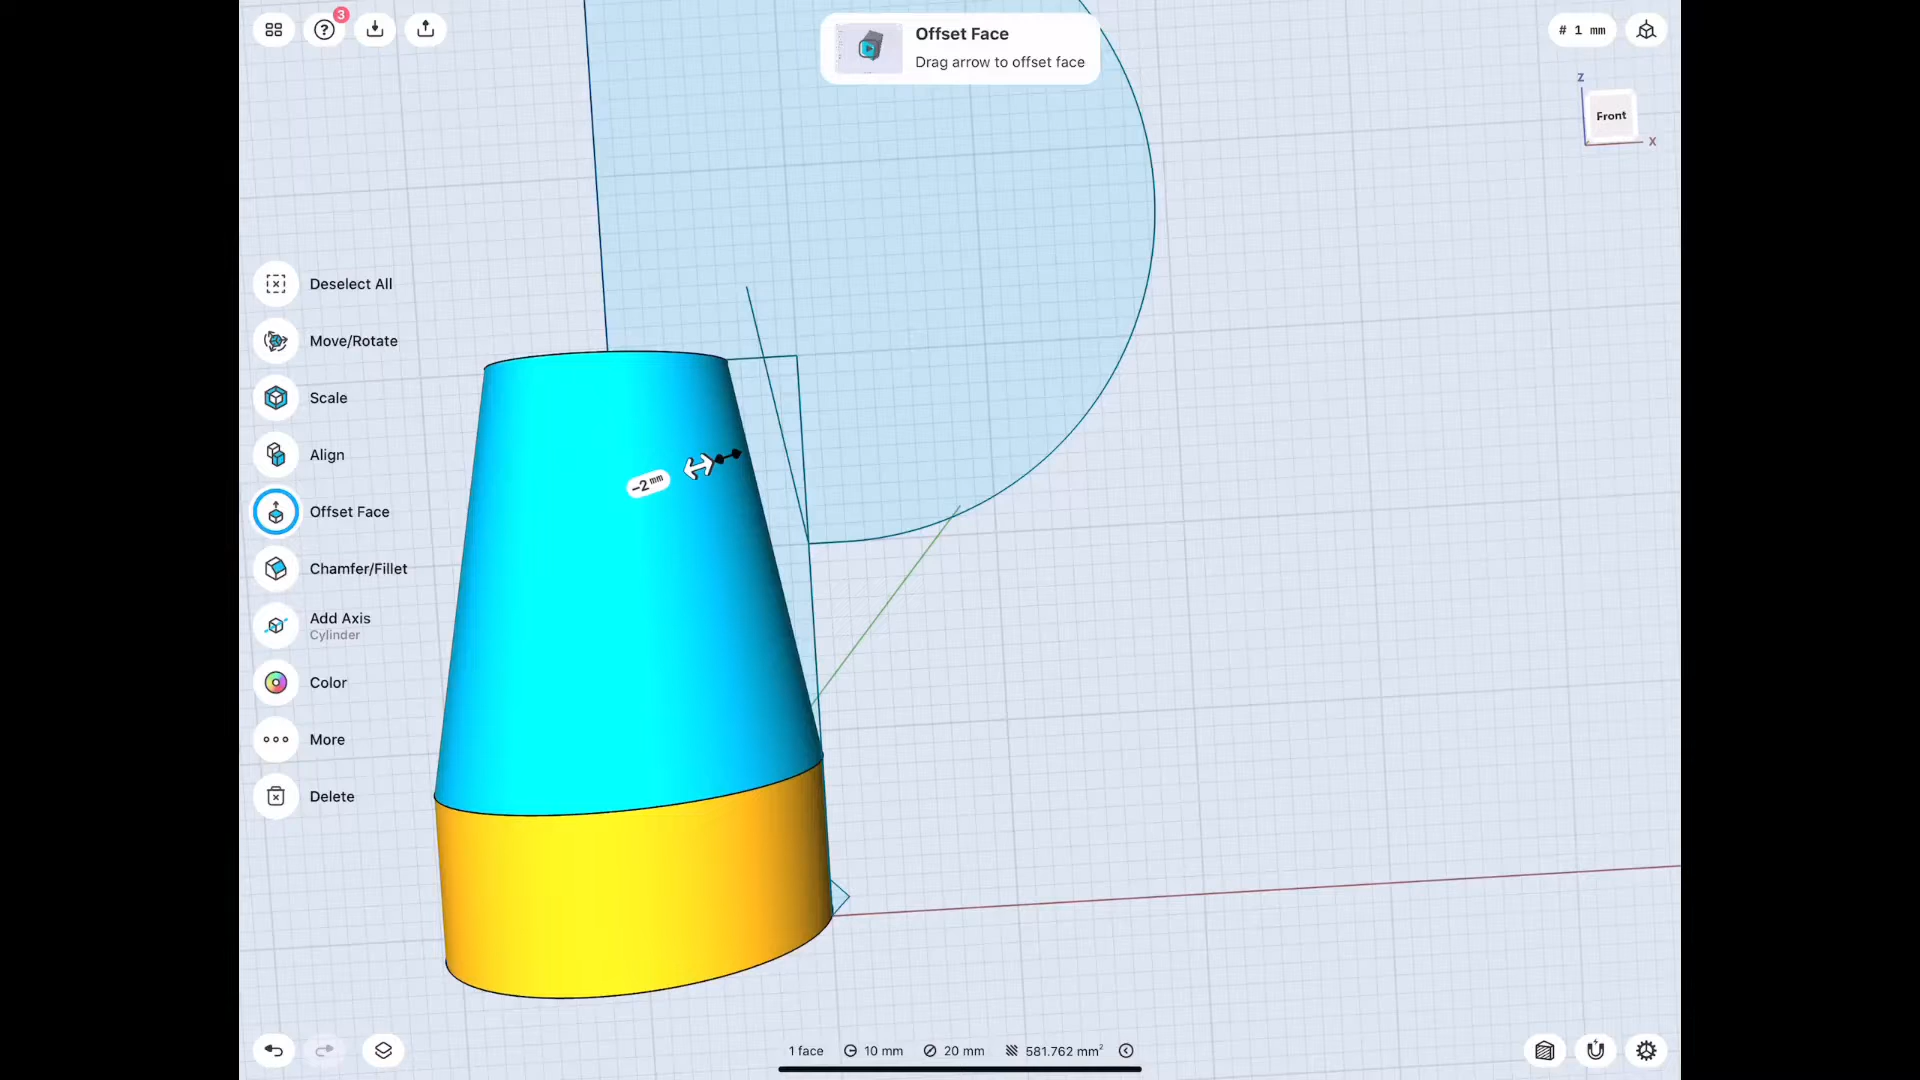 3
Offset Face
Drag arrow to offset face
# 1 mm
Z
Front
X
Deselect All
Move/Rotate
Scale
Align
-2 mm
Offset Face
Chamfer/Fillet
Add Axis
Cylinder
Color
More
Delete
1 face 10 mm 20 mm 581.762 mm²